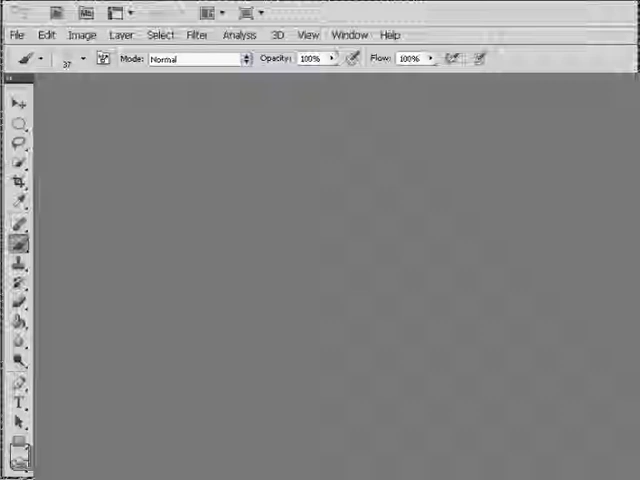 File Edit Image Layer Select Filter Analysis 3D View Window Help
37 Mode: Normal Opacity: 100% Flow: 100%
T